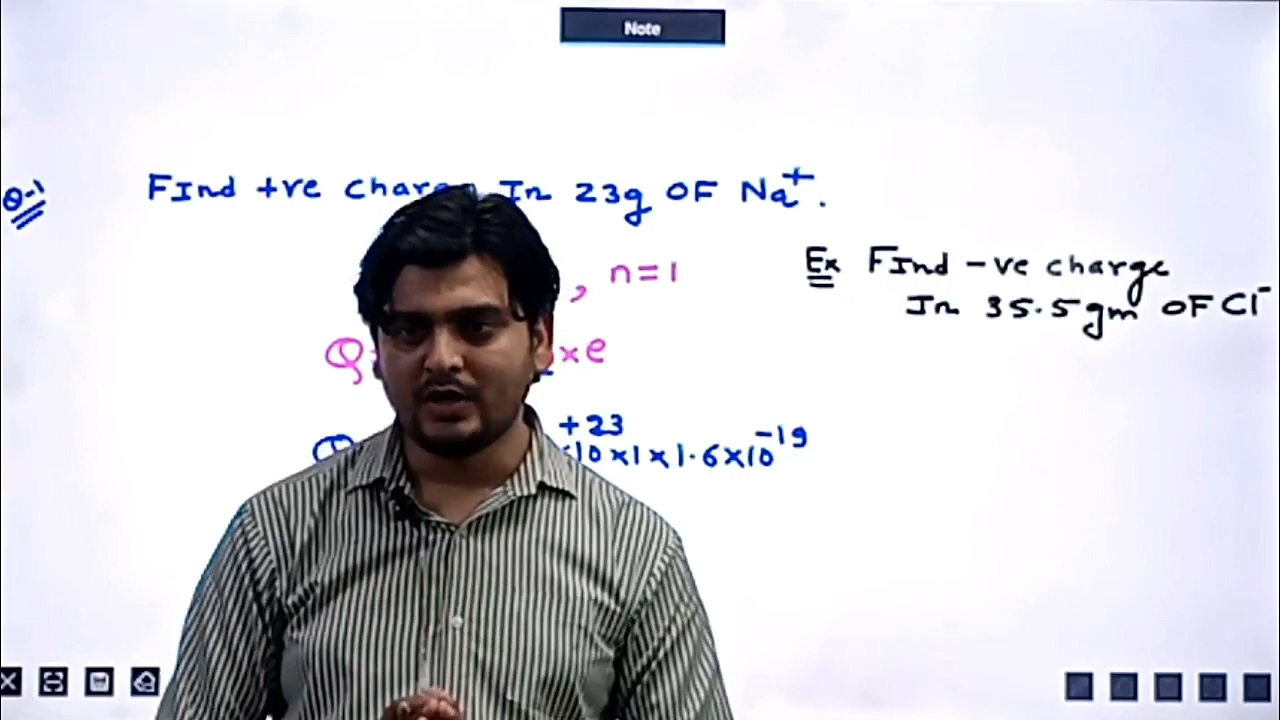 Note
Q-1
Find +ve charge In 23g OF Na⁺.
, n=1
Ex Find -ve charge
In 35.5gm OF Cl⁻
Q= ×e
×10⁺²³×1×1.6×10⁻¹⁹